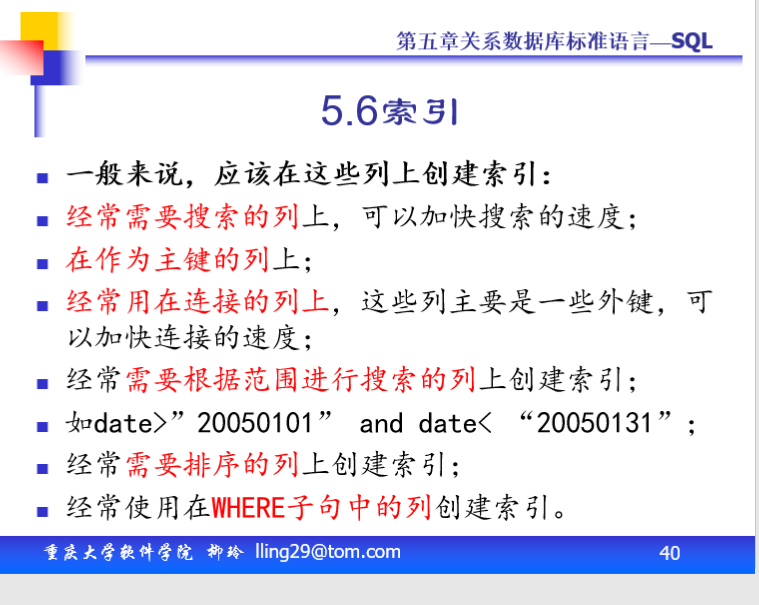 第五章关系数据库标准语言—SQL
5.6索引
一般来说，应该在这些列上创建索引：
经常需要搜索的列上，可以加快搜索的速度；
在作为主键的列上；
经常用在连接的列上，这些列主要是一些外键，可
以加快连接的速度；
经常需要根据范围进行搜索的列上创建索引；
如date>”20050101” and date< “20050131”；
经常需要排序的列上创建索引；
经常使用在WHERE子句中的列创建索引。
重庆大学软件学院 柳玲 lling29@tom.com 40